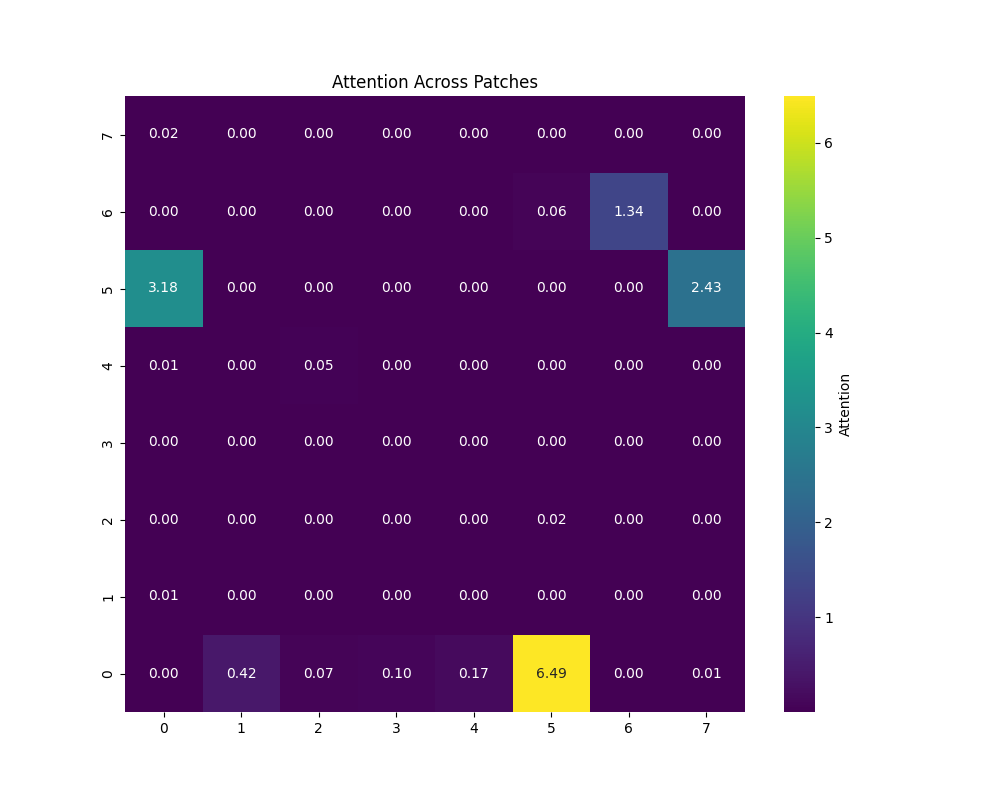 Attention Across Patches
7 0.02 0.00 0.00 0.00 0.00 0.00 0.00 0.00
6 0.00 0.00 0.00 0.00 0.00 0.06 1.34 0.00
5 3.18 0.00 0.00 0.00 0.00 0.00 0.00 2.43
4 0.01 0.00 0.05 0.00 0.00 0.00 0.00 0.00
3 0.00 0.00 0.00 0.00 0.00 0.00 0.00 0.00
2 0.00 0.00 0.00 0.00 0.00 0.02 0.00 0.00
1 0.01 0.00 0.00 0.00 0.00 0.00 0.00 0.00
0 0.00 0.42 0.07 0.10 0.17 6.49 0.00 0.01
0 1 2 3 4 5 6 7
6
5
4
3
2
1
Attention